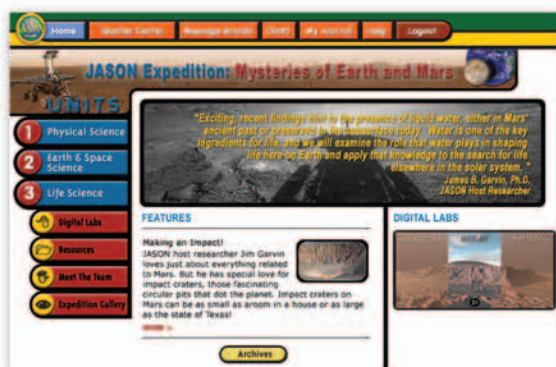 Home
Message Boards
Logout
JASON Expedition: Mysteries of Earth and Mars
UNITS
1 Physical Science
2 Earth & Space
Science
3 Life Science
Digital Labs
Resources
Meet The Team
Expedition Gallery
"Exciting, recent findings hint to the presence of liquid water, either in Mars'
ancient past or preserved in the subsurface today. Water is one of the key
ingredients for life, and we will examine the role that water plays in shaping
life here on Earth and apply that knowledge to the search for life
elsewhere in the solar system. "
James B. Garvin, Ph.D.
JASON Host Researcher
FEATURES
Making an Impact!
JASON host researcher Jim Garvin
loves just about everything related
to Mars. But he has special love for
impact craters, those fascinating
circular pits that dot the planet. Impact craters on
Mars can be as small as aroom in a house or as large
as the state of Texas!
Archives
DIGITAL LABS